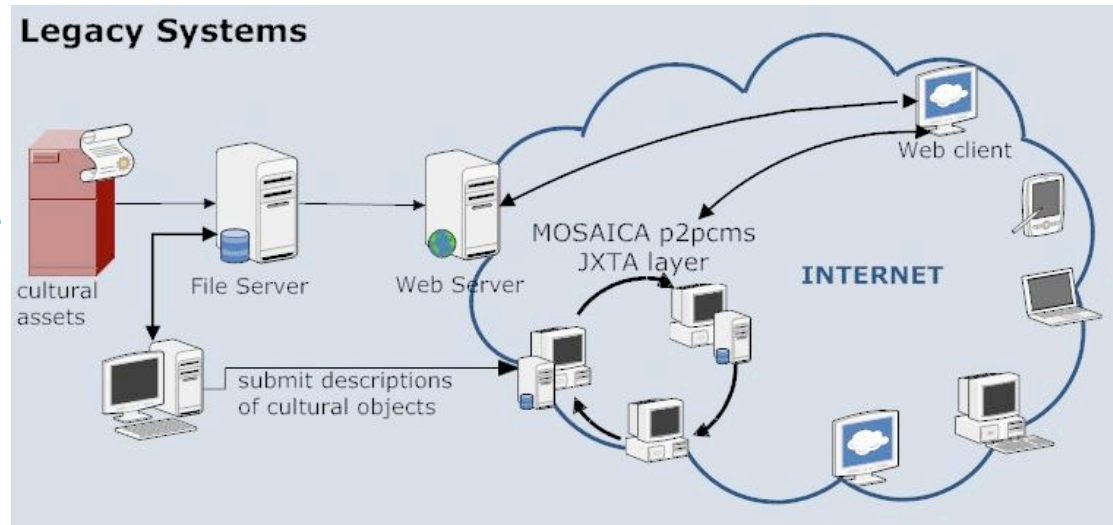 Legacy Systems
Web client
MOSAICA p2pcms
JXTA layer
INTERNET
cultural
assets
File Server
Web Server
submit descriptions
of cultural objects